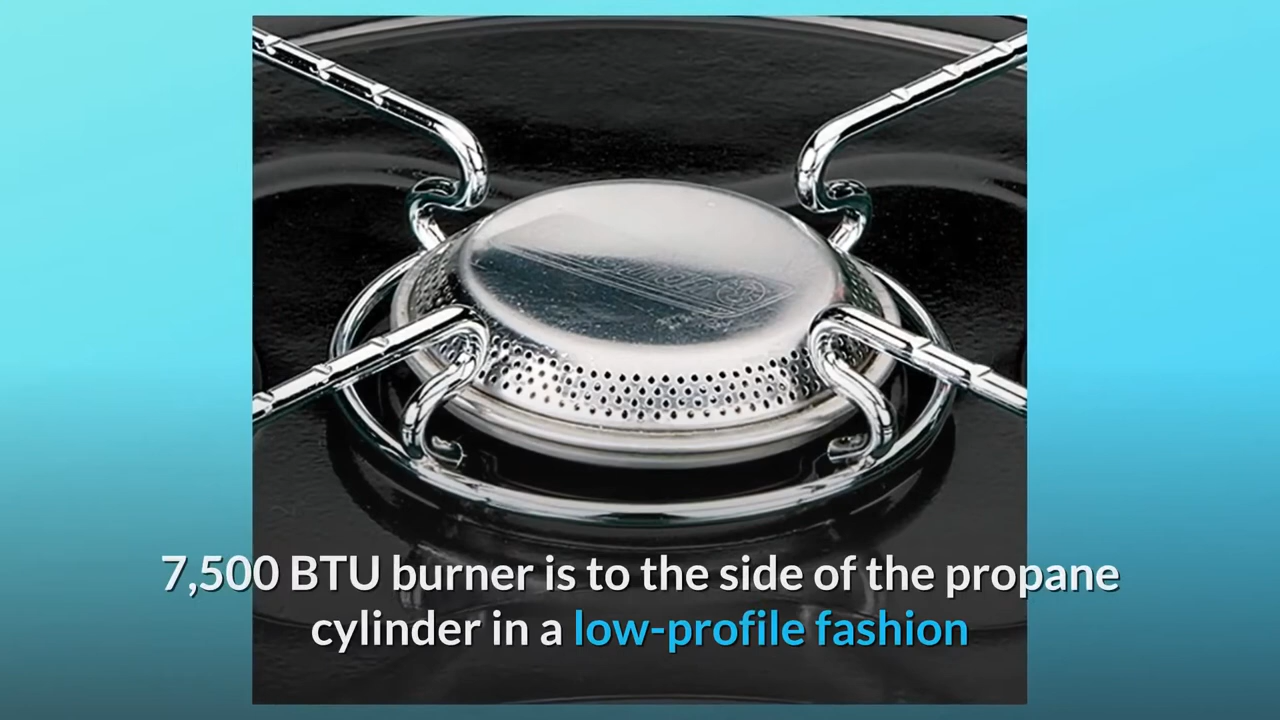 7,500 BTU burner is to the side of the propane
cylinder in a low-profile fashion